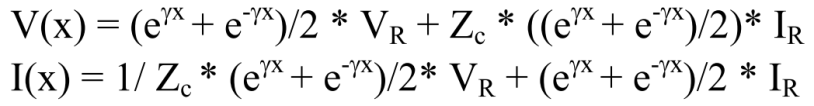 V(x) = (e^γx + e^-γx)/2 * V_R + Z_c * ((e^γx + e^-γx)/2)* I_R
I(x) = 1/ Z_c * (e^γx + e^-γx)/2* V_R + (e^γx + e^-γx)/2 * I_R